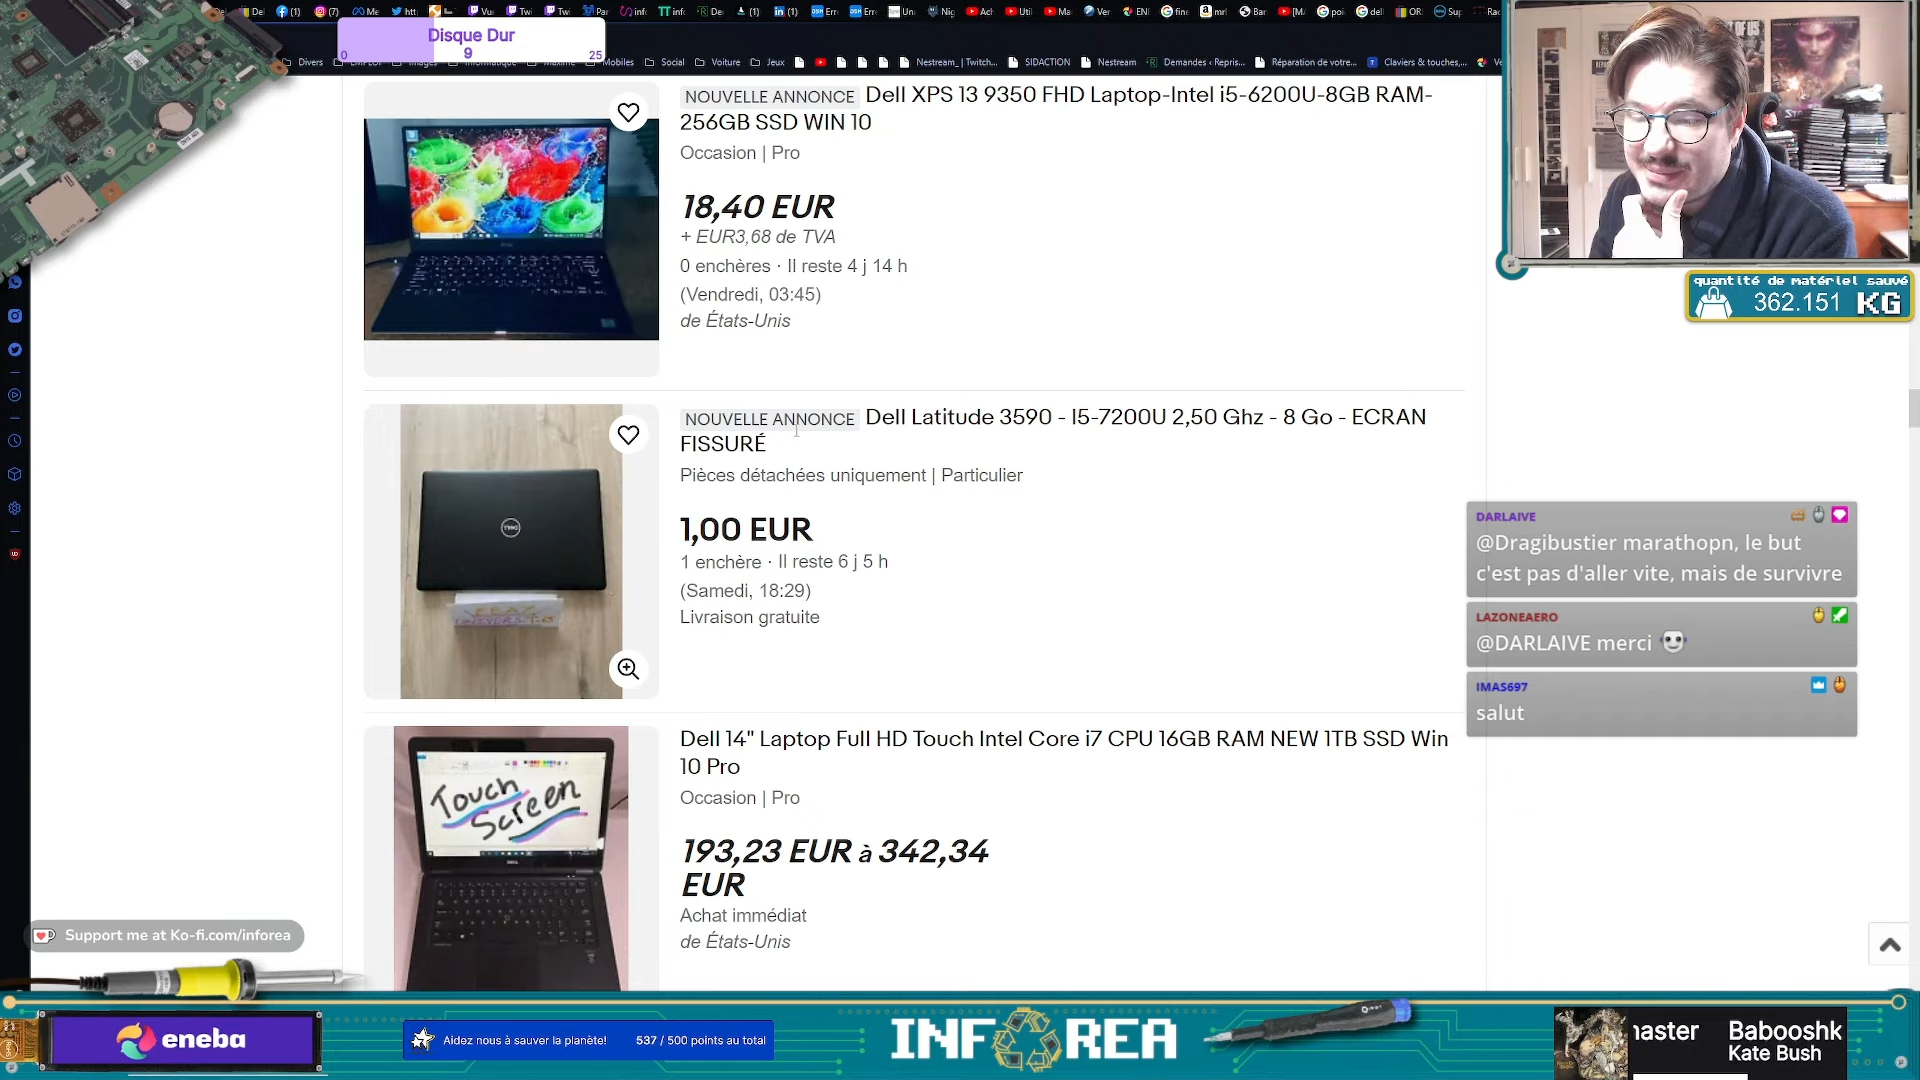 Disque Dur
0 9 25
Divers
Images
Informatique
Maxime
Mobiles
Social
Voiture
Jeux
Nestream_ | Twitch...
SIDACTION
Nestream
Demandes ‹ Repris...
Réparation de votre...
Claviers & touches,...
NOUVELLE ANNONCE Dell XPS 13 9350 FHD Laptop-Intel i5-6200U-8GB RAM-
256GB SSD WIN 10
Occasion | Pro
18,40 EUR
+ EUR3,68 de TVA
0 enchères · Il reste 4 j 14 h
(Vendredi, 03:45)
de États-Unis
NOUVELLE ANNONCE Dell Latitude 3590 - I5-7200U 2,50 Ghz - 8 Go - ECRAN
FISSURÉ
Pièces détachées uniquement | Particulier
1,00 EUR
1 enchère · Il reste 6 j 5 h
(Samedi, 18:29)
Livraison gratuite
Touch
Screen
Dell 14" Laptop Full HD Touch Intel Core i7 CPU 16GB RAM NEW 1TB SSD Win
10 Pro
Occasion | Pro
193,23 EUR à 342,34
EUR
Achat immédiat
de États-Unis
quantité de matériel sauvé
362.151 KG
DARLAIVE
@Dragibustier marathopn, le but
c'est pas d'aller vite, mais de survivre
LAZONEAERO
@DARLAIVE merci
IMAS697
salut
Support me at Ko-fi.com/inforea
eneba
Aidez nous à sauver la planète! 537 / 500 points au total
INF REA
naster Babooshk
Kate Bush